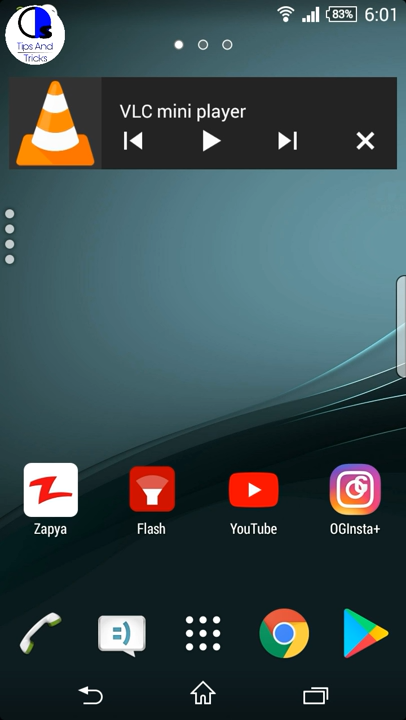 83% 6:01
Tips And
Tricks
VLC mini player
Zapya
Flash
YouTube
OGInsta+